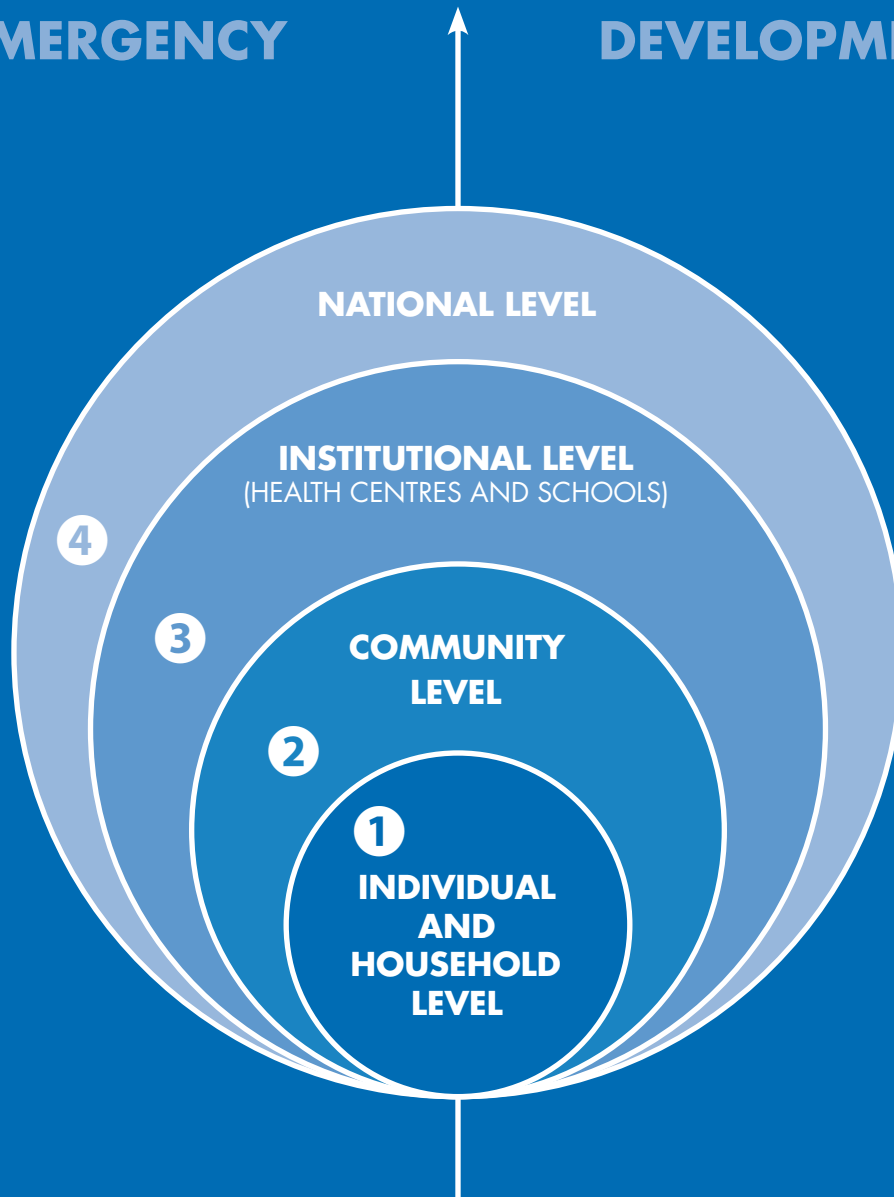 MERGENCY
DEVELOPM
NATIONAL LEVEL
INSTITUTIONAL LEVEL
(HEALTH CENTRES AND SCHOOLS)
4
3
COMMUNITY
LEVEL
2
1
INDIVIDUAL
AND
HOUSEHOLD
LEVEL